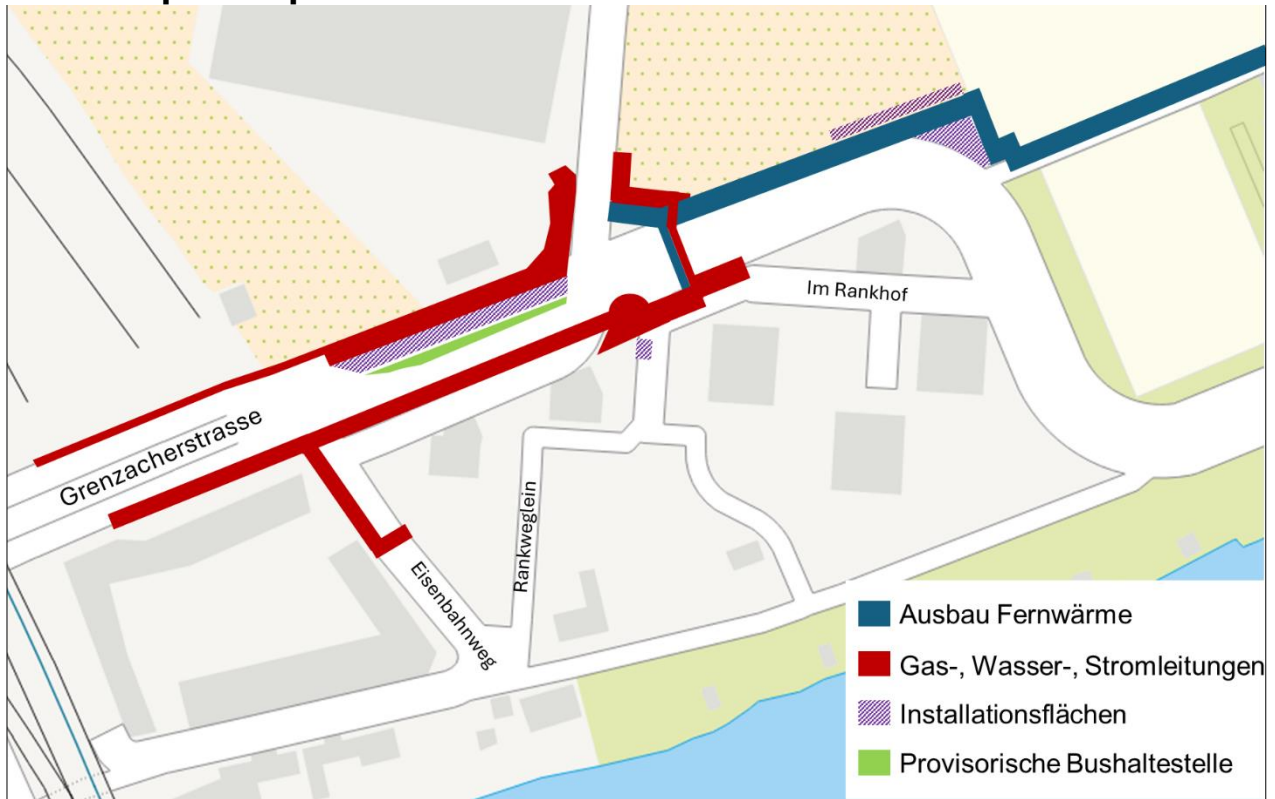 Im Rankhof
Grenzacherstrasse
Rankweglein
Eisenbahnweg
Ausbau Fernwärme
Gas-, Wasser-, Stromleitungen
Installationsflächen
Provisorische Bushaltestelle